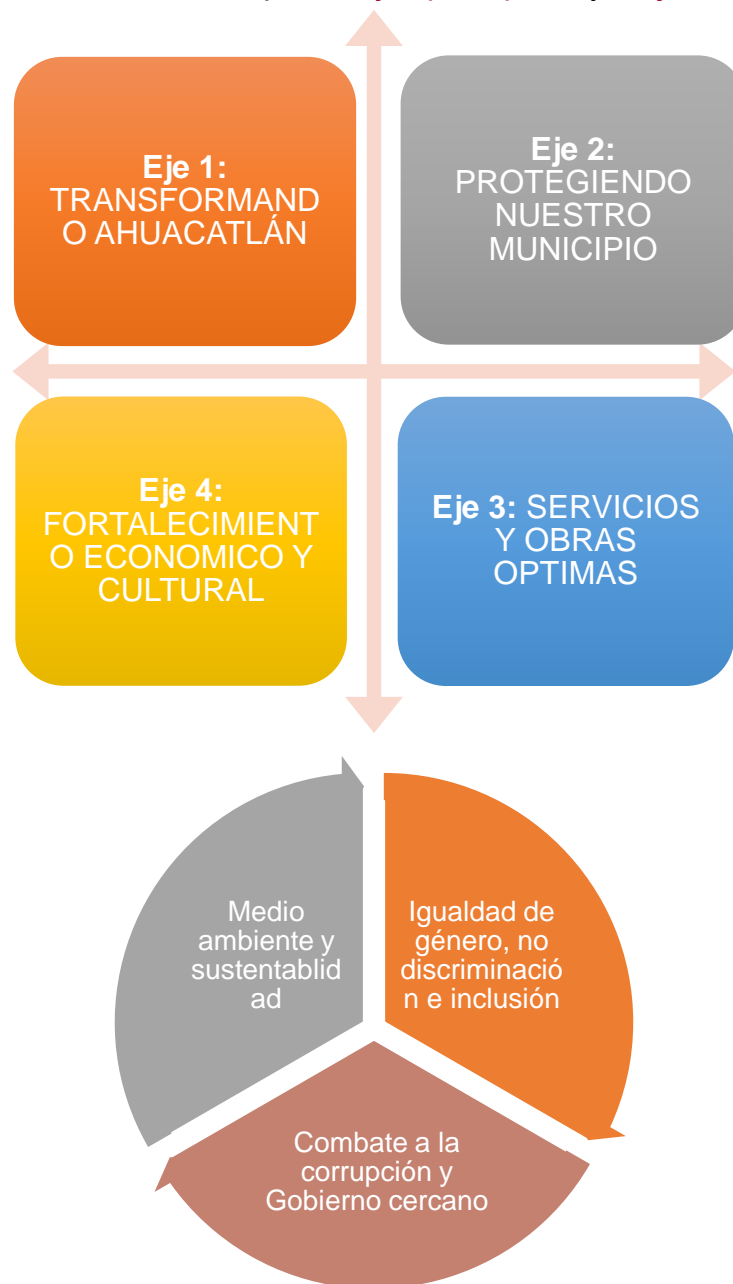 Eje 1:
TRANSFORMAND
O AHUACATLÁN
Eje 2:
PROTEGIENDO
NUESTRO
MUNICIPIO
Eje 4:
FORTALECIMIENT
O ECONOMICO Y
CULTURAL
Eje 3: SERVICIOS
Y OBRAS
OPTIMAS
Medio
ambiente y
sustentablid
ad
Igualdad de
género, no
discriminació
n e inclusión
Combate a la
corrupción y
Gobierno cercano